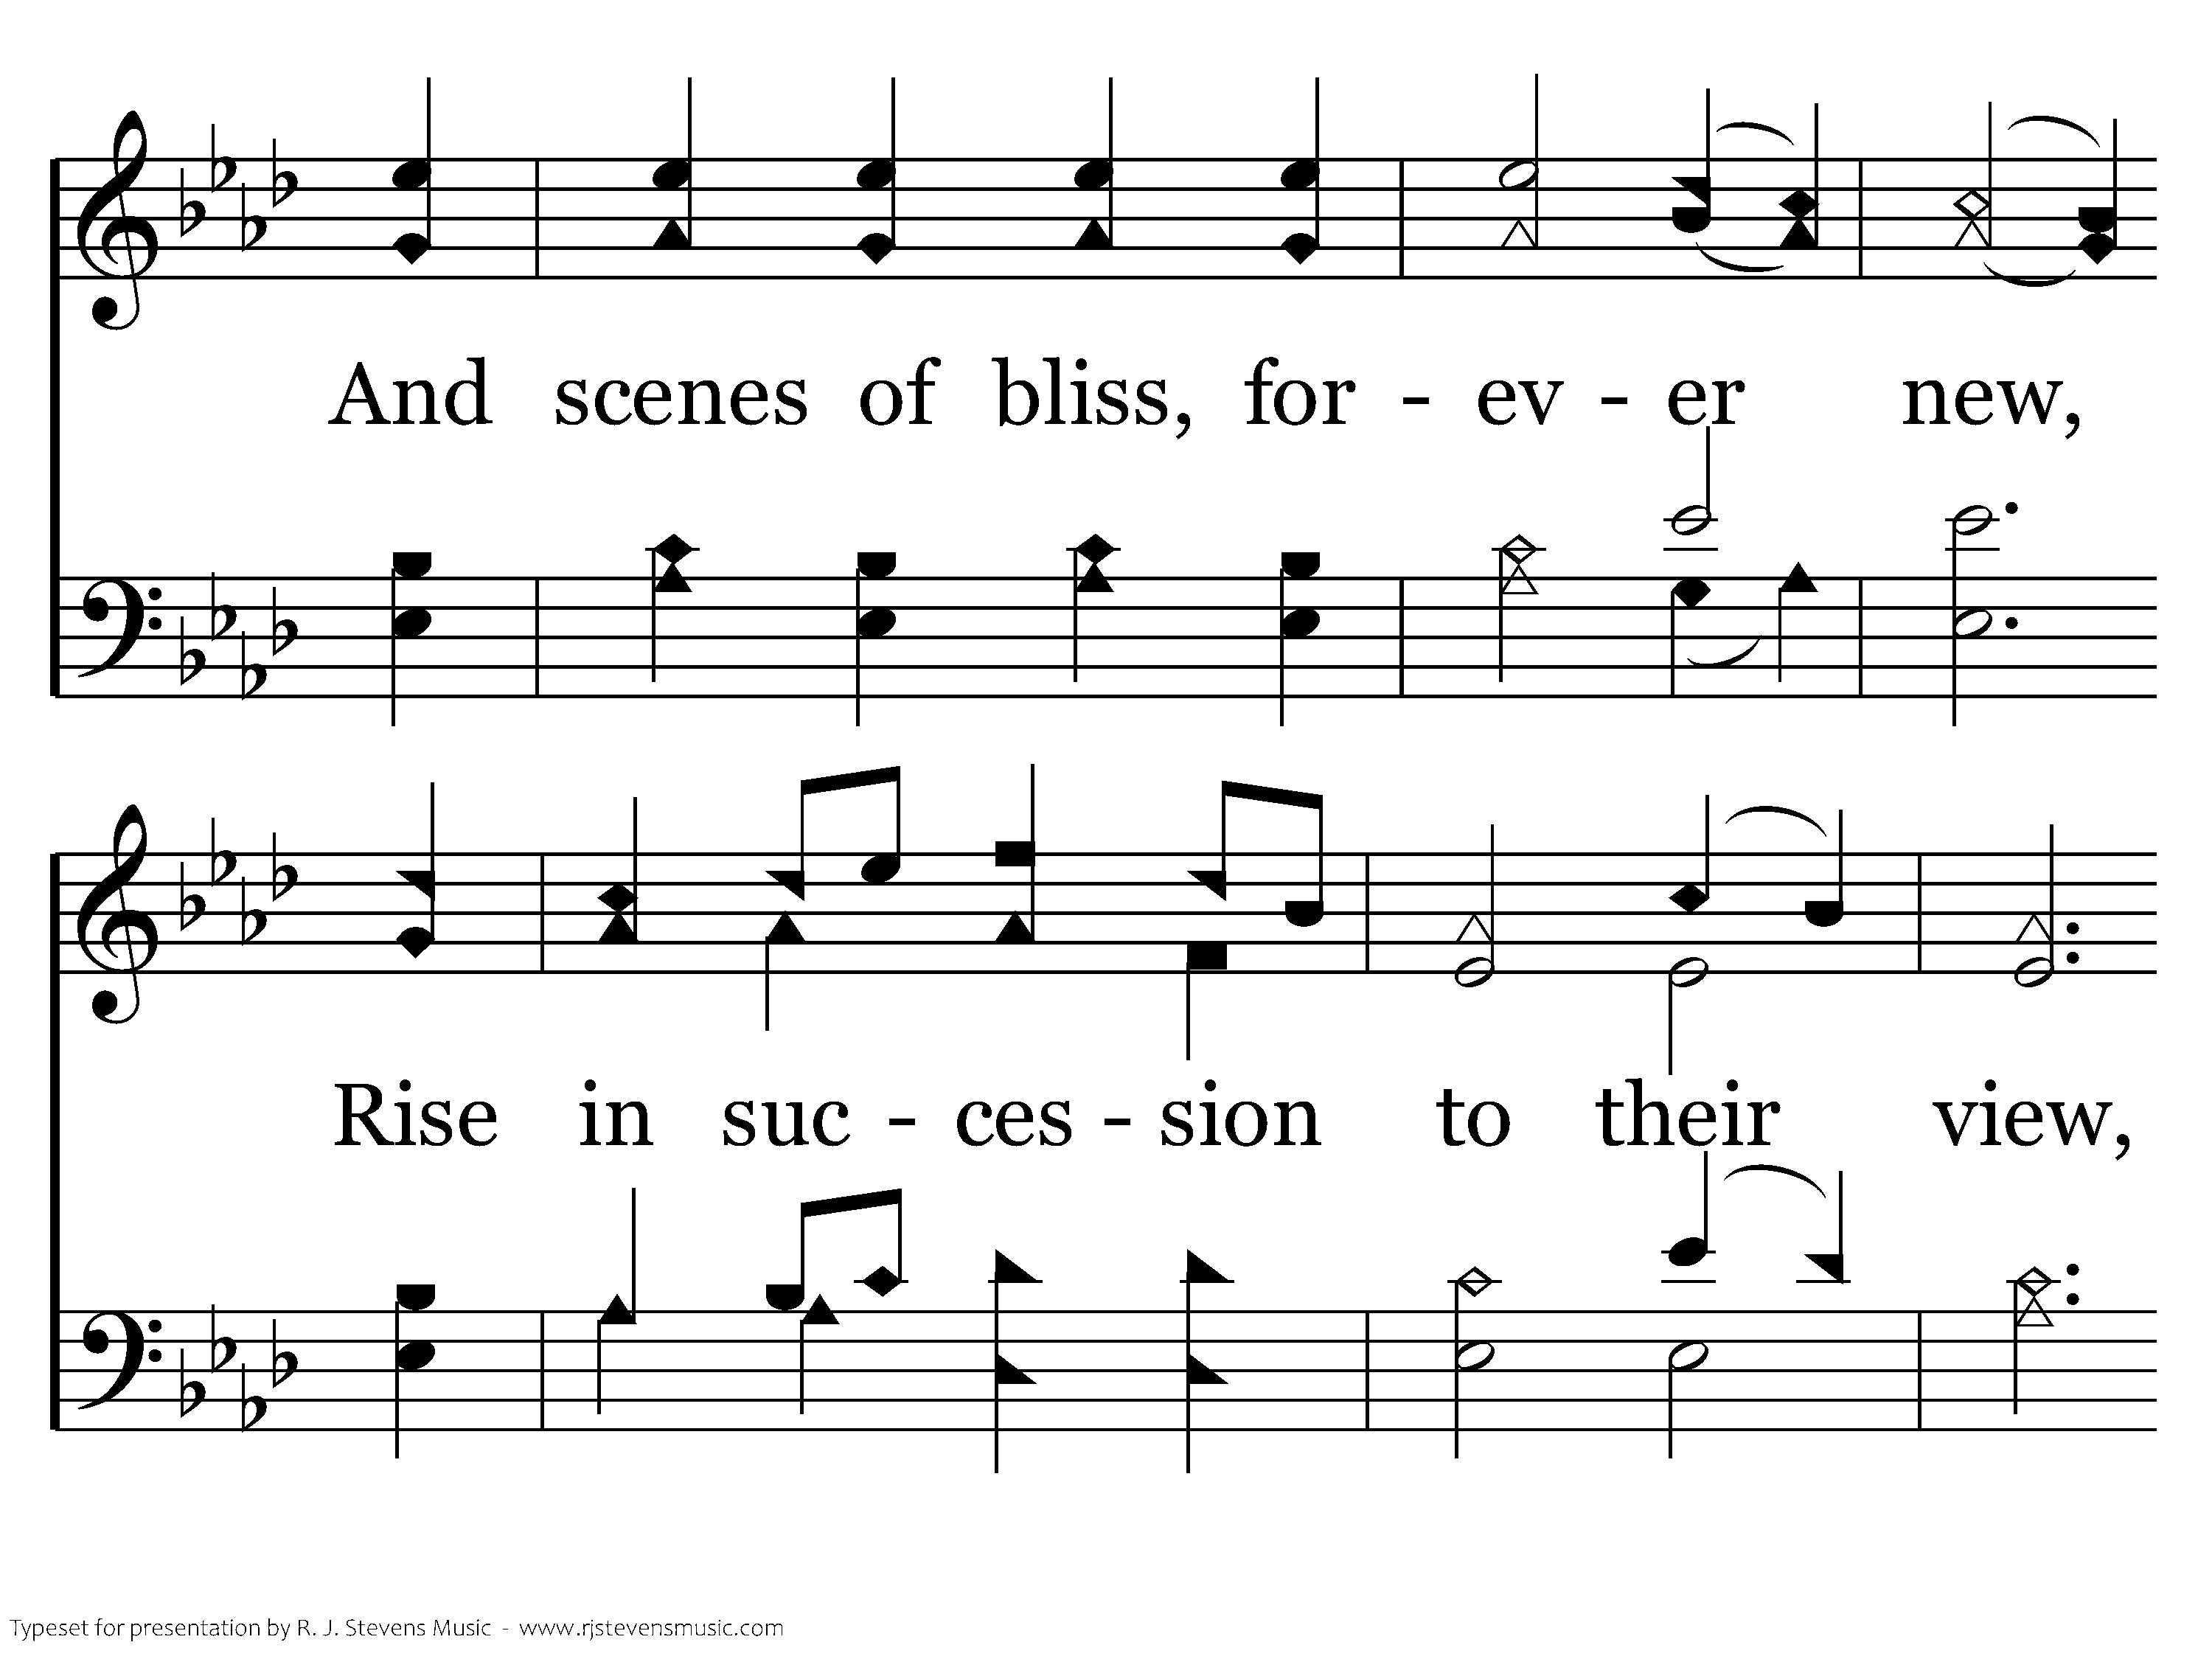 And scenes of bliss, for - ev - er new,
Rise in suc - ces - sion to their view,
Typeset for presentation by R. J. Stevens Music - www.rjstevensmusic.com